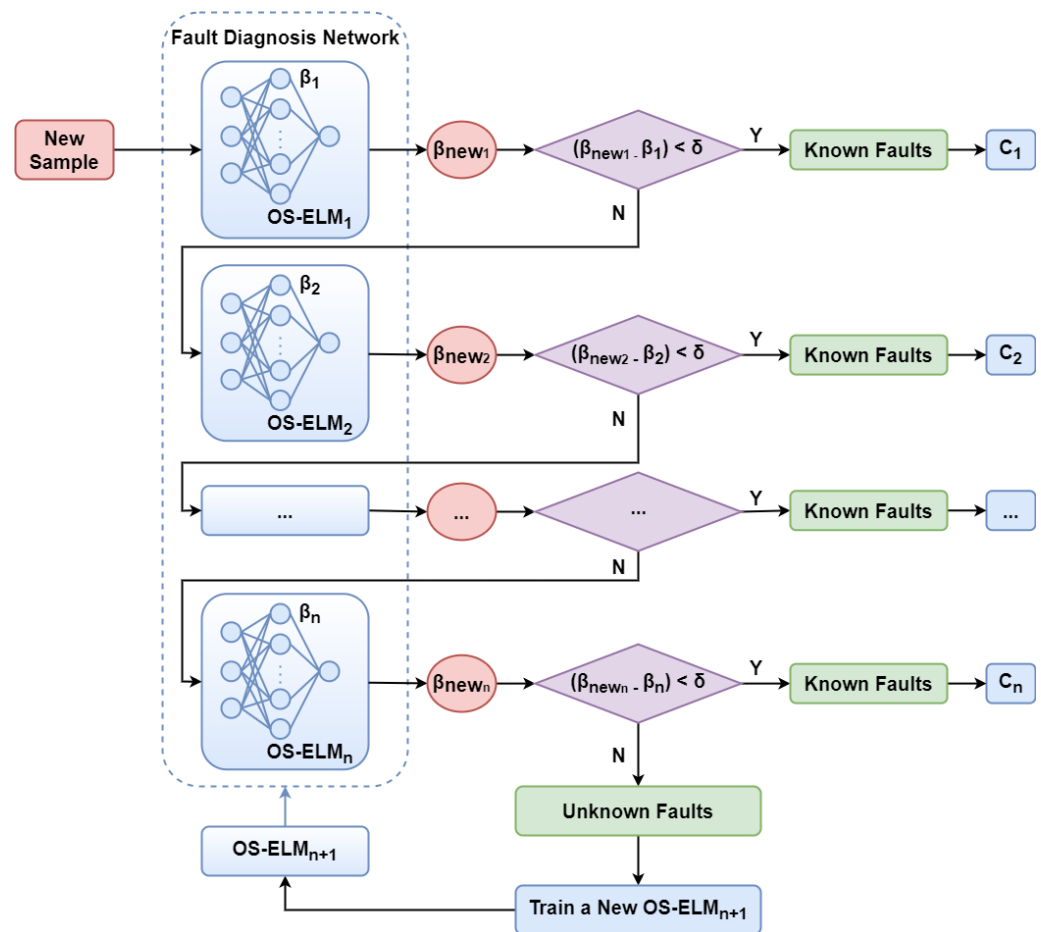 Fault Diagnosis Network
β₁
OS-ELM₁
New
Sample
βnew₁
(βnew₁ - β₁) < δ
Y
Known Faults
C₁
N
β₂
OS-ELM₂
βnew₂
(βnew₂ - β₂) < δ
Y
Known Faults
C₂
N
...
...
...
Y
Known Faults
...
N
βₙ
OS-ELMₙ
βnewₙ
(βnewₙ - βₙ) < δ
Y
Known Faults
Cₙ
N
Unknown Faults
OS-ELMₙ₊₁
Train a New OS-ELMₙ₊₁